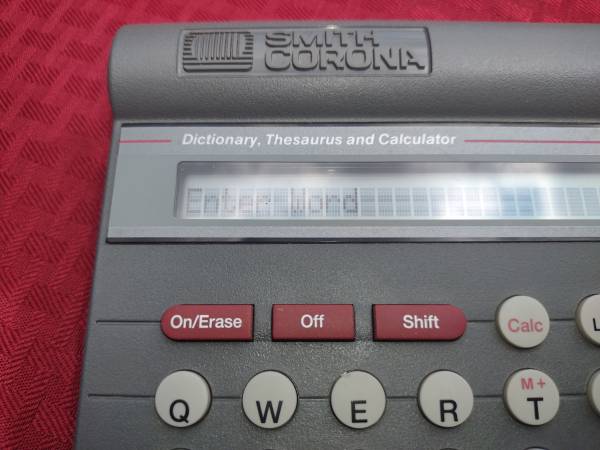 SMITH
CORONA
Dictionary, Thesaurus and Calculator
Enter Word
On/Erase Off Shift Calc L
M+
Q W E R T